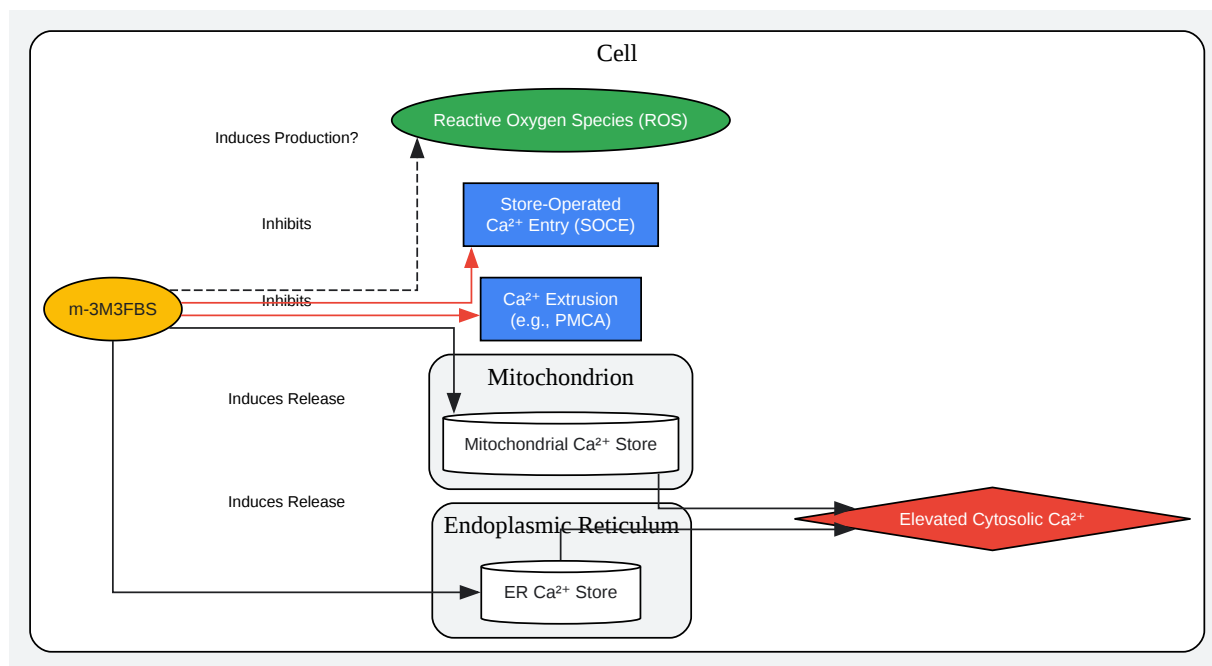 Cell
Reactive Oxygen Species (ROS)
Induces Production?
Store-Operated
Ca²⁺ Entry (SOCE)
Inhibits
m-3M3FBS
Inhibits
Ca²⁺ Extrusion
(e.g., PMCA)
Mitochondrion
Induces Release
Mitochondrial Ca²⁺ Store
Induces Release
Endoplasmic Reticulum
Elevated Cytosolic Ca²⁺
ER Ca²⁺ Store